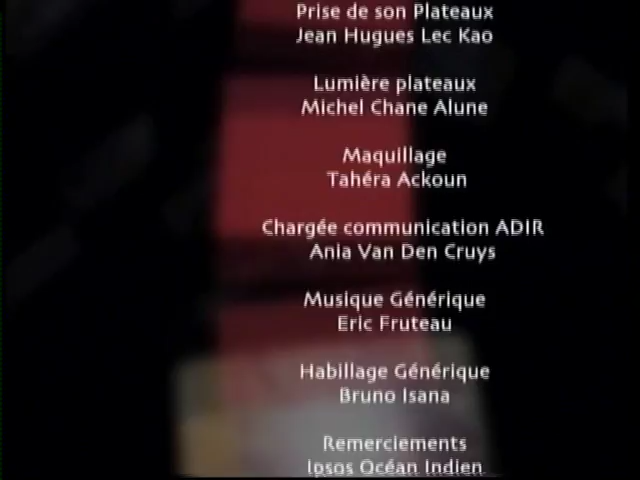 Prise de son Plateaux
Jean Hugues Lec Kao
Lumière plateaux
Michel Chane Alune
Maquillage
Tahéra Ackoun
Chargée communication ADIR
Ania Van Den Cruys
Musique Générique
Eric Fruteau
Habillage Générique
Bruno Isana
Remerciements
Ipsos Océan Indien